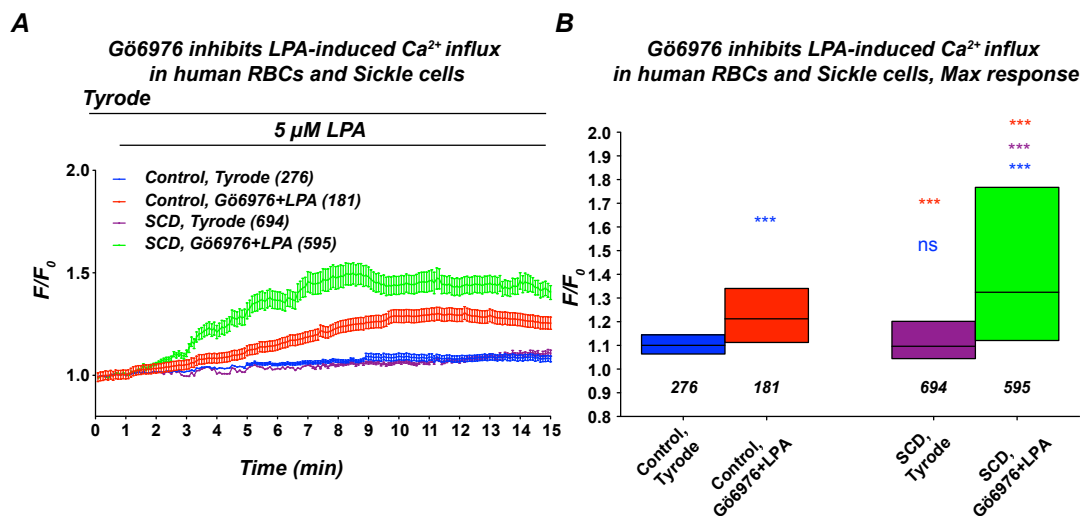 A
Gö6976 inhibits LPA-induced Ca²⁺ influx
in human RBCs and Sickle cells
Tyrode
5 µM LPA
Control, Tyrode (276)
Control, Gö6976+LPA (181)
SCD, Tyrode (694)
SCD, Gö6976+LPA (595)
2.0
1.5
1.0
F/F₀
0 1 2 3 4 5 6 7 8 9 10 11 12 13 14 15
Time (min)
B
Gö6976 inhibits LPA-induced Ca²⁺ influx
in human RBCs and Sickle cells, Max response
***
***
***
***
***
ns
2.0
1.9
1.8
1.7
1.6
1.5
1.4
1.3
1.2
1.1
1.0
0.9
0.8
F/F₀
276 181 694 595
Control,
Tyrode
Control,
Gö6976+LPA
SCD,
Tyrode
SCD,
Gö6976+LPA